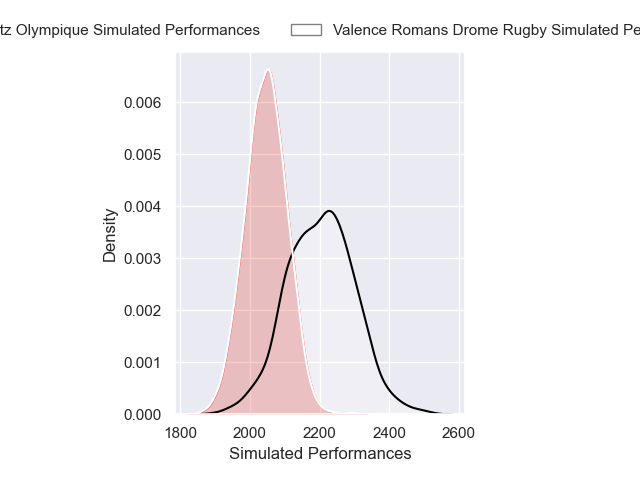 tz Olympique Simulated Performances
Valence Romans Drome Rugby Simulated Pe
0.006
0.005
0.004
0.003
0.002
0.001
0.000
Density
1800 2000 2200 2400 2600
Simulated Performances